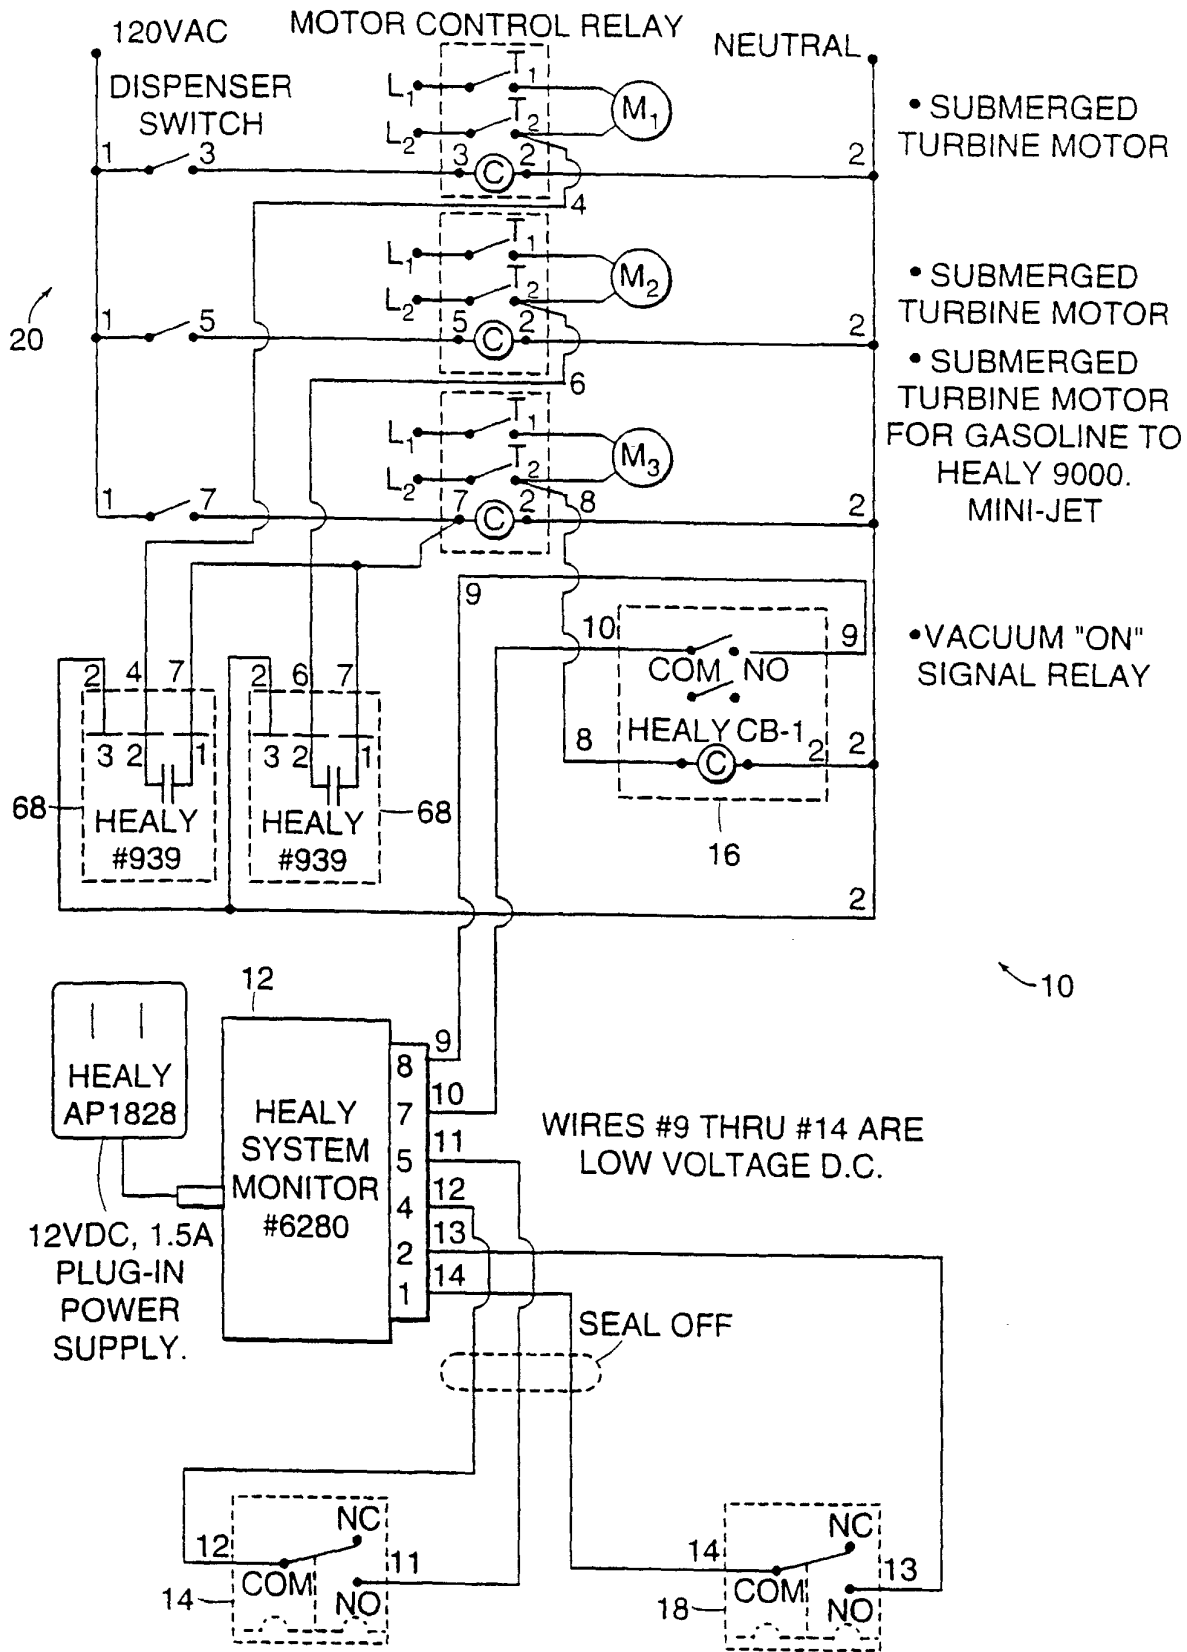 120VAC
MOTOR CONTROL RELAY
NEUTRAL
DISPENSER
SWITCH
• SUBMERGED
TURBINE MOTOR
L1 1 M1
L2 2
1 3 3 C 2 2
4
20
L1 1 M2
L2 2
• SUBMERGED
TURBINE MOTOR
1 5 5 C 2 2
6
• SUBMERGED
TURBINE MOTOR
FOR GASOLINE TO
HEALY 9000.
MINI-JET
L1 1 M3
L2 2
1 7 7 C 2 8 2
9
10 COM NO 9
• VACUUM "ON"
SIGNAL RELAY
HEALY CB-1
8 C 2 2
16
2 4 7 2 6 7
3 2 1 3 2 1
68 HEALY
#939
HEALY
#939 68
2
10
12
HEALY
AP1828
12VDC, 1.5A
PLUG-IN
POWER
SUPPLY.
HEALY
SYSTEM
MONITOR
#6280
8 9
7 10
5 11
4 12
2 13
1 14
WIRES #9 THRU #14 ARE
LOW VOLTAGE D.C.
SEAL OFF
NC
12 COM 11
14 NO
NC
14 COM 13
18 NO